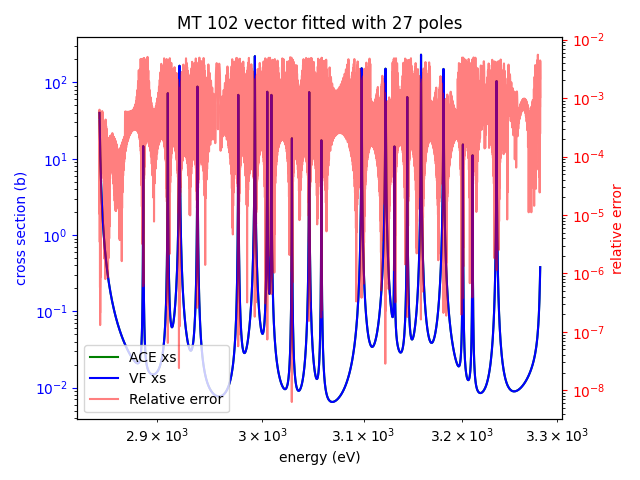 MT 102 vector fitted with 27 poles
cross section (b)
10²
10¹
10⁰
10⁻¹
10⁻²
10⁻²
10⁻³
10⁻⁴
10⁻⁵
10⁻⁶
10⁻⁷
10⁻⁸
relative error
ACE xs
VF xs
Relative error
2.9 × 10³ 3 × 10³ 3.1 × 10³ 3.2 × 10³ 3.3 × 10³
energy (eV)